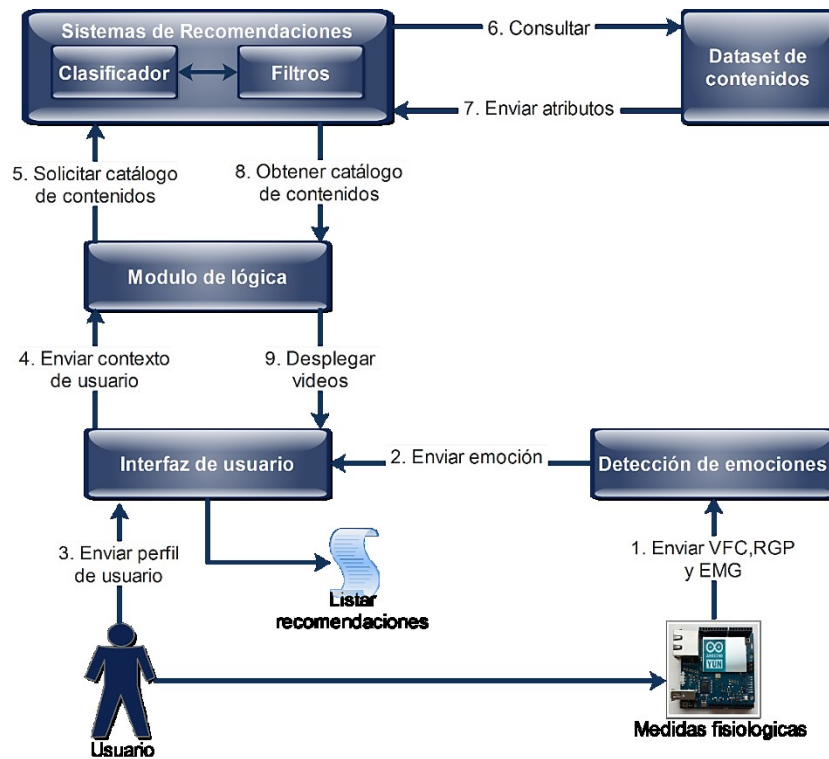 Sistemas de Recomendaciones
Clasificador
Filtros
6. Consultar
Dataset de
contenidos
7. Enviar atributos
5. Solicitar catálogo
de contenidos
8. Obtener catálogo
de contenidos
Modulo de lógica
4. Enviar contexto
de usuario
9. Desplegar
videos
Interfaz de usuario
2. Enviar emoción
Detección de emociones
3. Enviar perfil
de usuario
1. Enviar VFC,RGP
y EMG
Listar
recomendaciones
ARDUINO
YUN
Usuario
Medidas fisiologicas